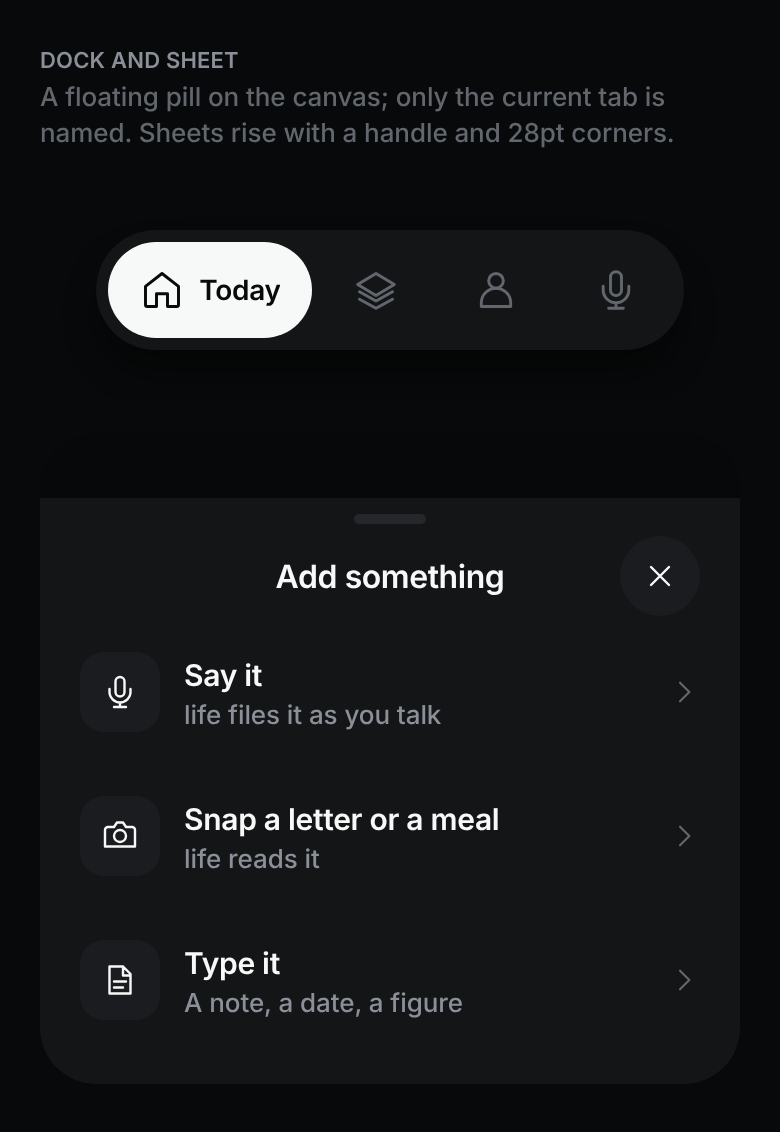 DOCK AND SHEET
A floating pill on the canvas; only the current tab is
named. Sheets rise with a handle and 28pt corners.
Today
Add something
Say it
life files it as you talk
Snap a letter or a meal
life reads it
Type it
A note, a date, a figure